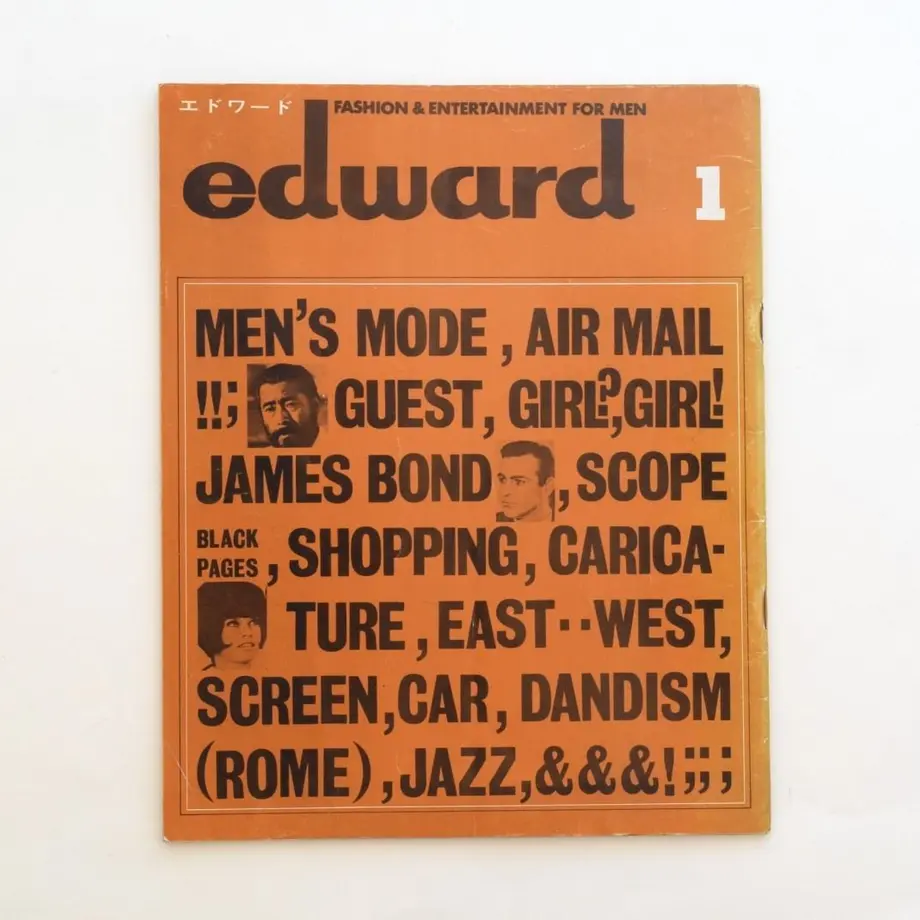 エドワード
FASHION & ENTERTAINMENT FOR MEN
edward
1
MEN'S MODE , AIR MAIL
!!; GUEST, GIRL?,GIRL!
JAMES BOND , SCOPE
BLACK
PAGES , SHOPPING, CARICA-
TURE , EAST··WEST,
SCREEN,CAR, DANDISM
(ROME) ,JAZZ,&&&!;; ;